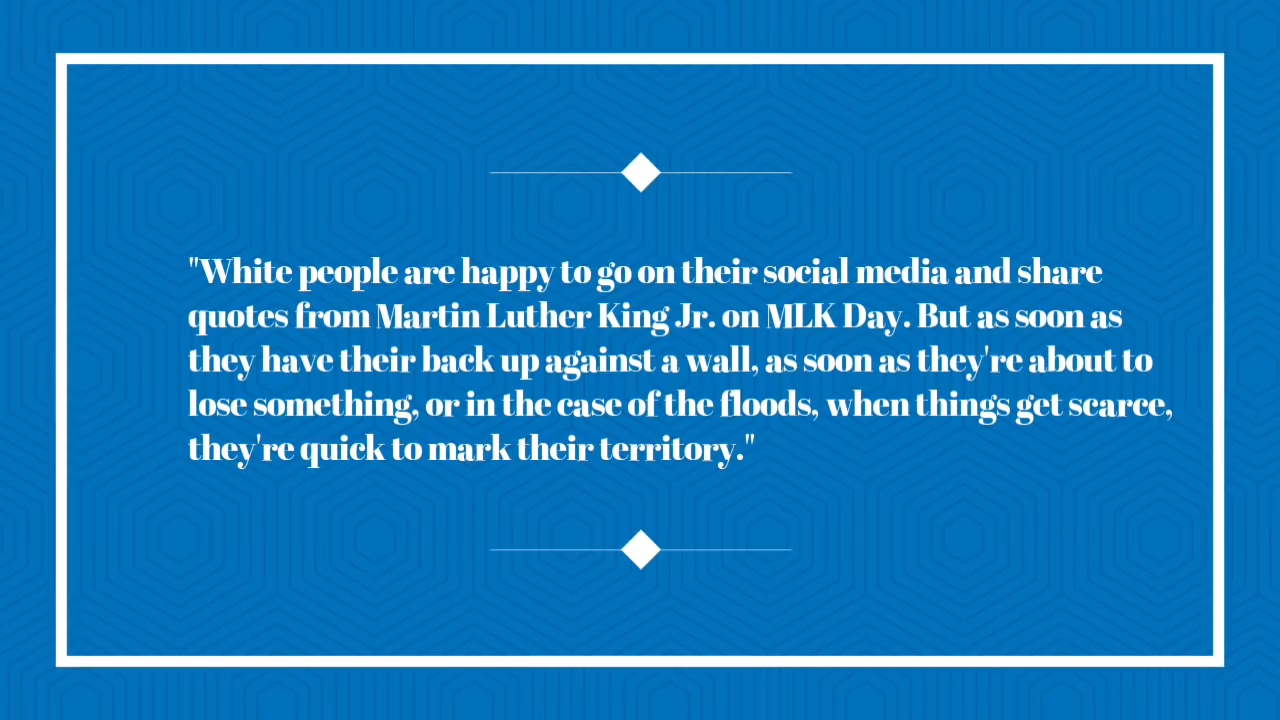 "White people are happy to go on their social media and share
quotes from Martin Luther King Jr. on MLK Day. But as soon as
they have their back up against a wall, as soon as they're about to
lose something, or in the case of the floods, when things get scarce,
they're quick to mark their territory."